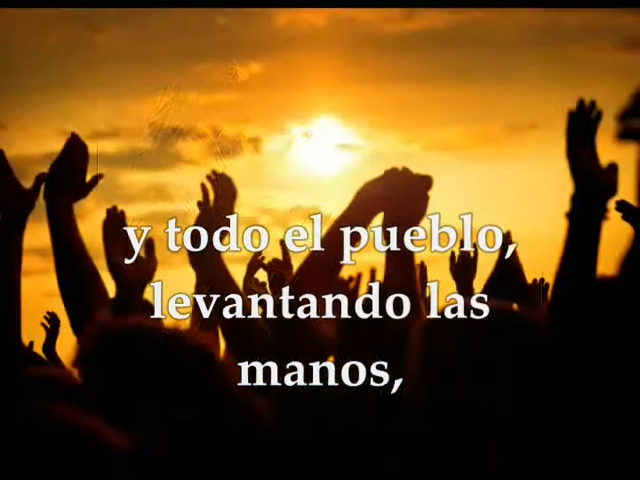 y todo el pueblo,
levantando las
manos,